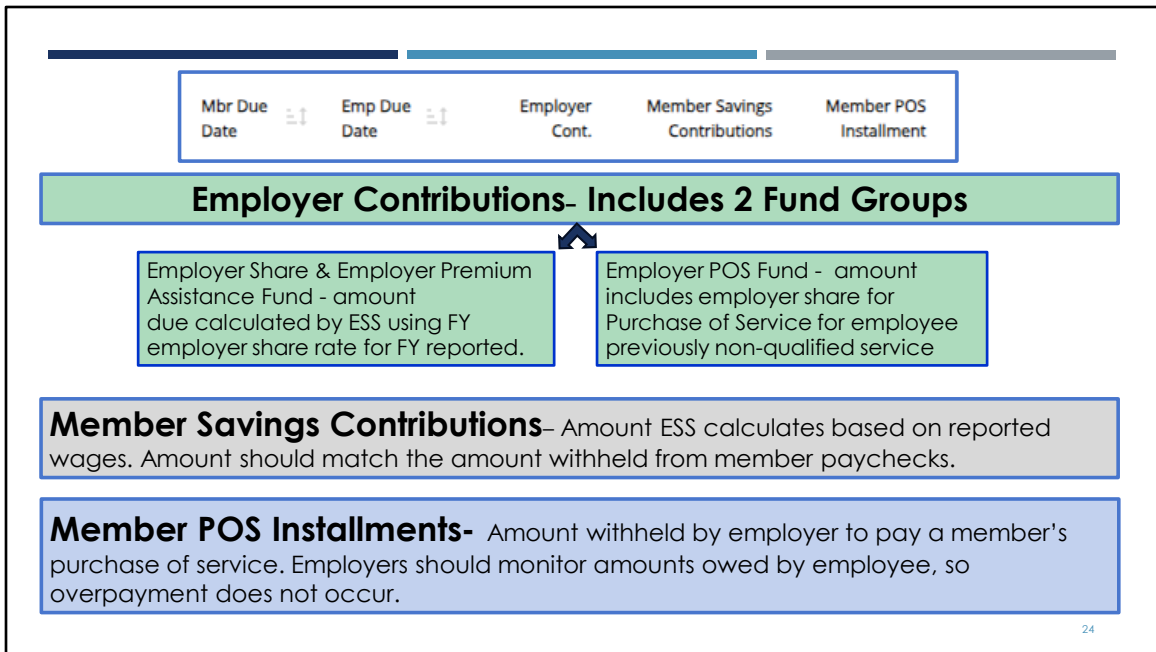 Mbr Due Date
Emp Due Date
Employer Cont.
Member Savings Contributions
Member POS Installment
Employer Contributions– Includes 2 Fund Groups
Employer Share & Employer Premium
Assistance Fund - amount
due calculated by ESS using FY
employer share rate for FY reported.
Employer POS Fund - amount
includes employer share for
Purchase of Service for employee
previously non-qualified service
Member Savings Contributions– Amount ESS calculates based on reported
wages. Amount should match the amount withheld from member paychecks.
Member POS Installments- Amount withheld by employer to pay a member’s
purchase of service. Employers should monitor amounts owed by employee, so
overpayment does not occur.
24